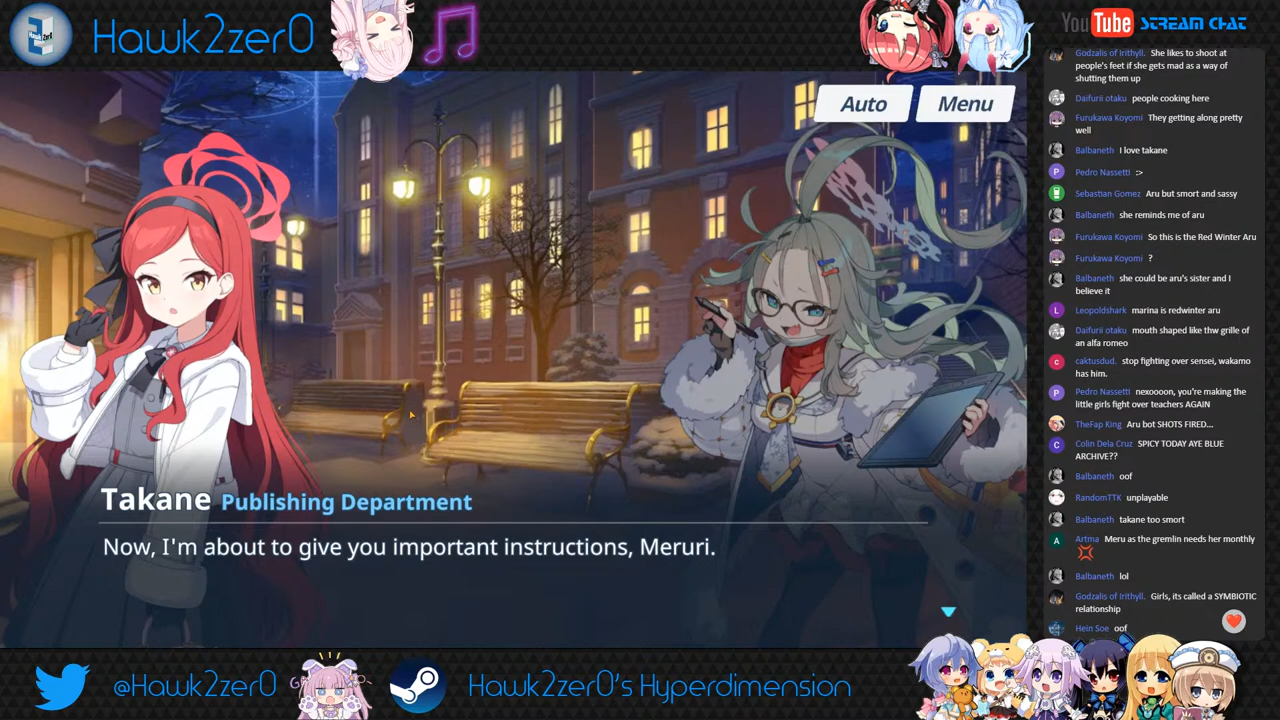 Hawk2zer0
YouTube STREAM CHAT
Auto
Menu
Takane Publishing Department
Now, I'm about to give you important instructions, Meruri.
Godzalis of Irithyll. She likes to shoot at
people's feet if she gets mad as a way of
shutting them up
Daifurii otaku people cooking here
Furukawa Koyomi They getting along pretty
well
Balbaneth I love takane
Pedro Nassetti :>
Sebastian Gomez Aru but smort and sassy
Balbaneth she reminds me of aru
Furukawa Koyomi So this is the Red Winter Aru
Furukawa Koyomi ?
Balbaneth she could be aru's sister and I
believe it
Leopoldshark marina is redwinter aru
Daifurii otaku mouth shaped like thw grille of
an alfa romeo
caktusdud. stop fighting over sensei, wakamo
has him.
Pedro Nassetti nexooooon, you're making the
little girls fight over teachers AGAIN
TheFap King Aru bot SHOTS FIRED...
Colin Dela Cruz SPICY TODAY AYE BLUE
ARCHIVE??
Balbaneth oof
RandomTTK unplayable
Balbaneth takane too smort
Artma Meru as the gremlin needs her monthly
Balbaneth lol
Godzalis of Irithyll. Girls, its called a SYMBIOTIC
relationship
Hein Soe oof
@Hawk2zer0
Hawk2zer0's Hyperdimension